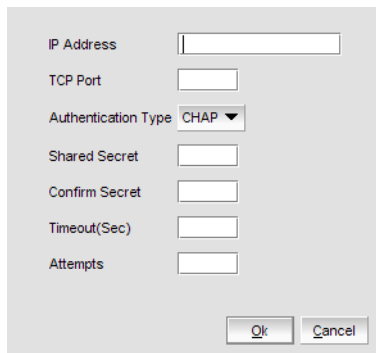 IP Address
TCP Port
Authentication Type CHAP
Shared Secret
Confirm Secret
Timeout(Sec)
Attempts
Ok Cancel